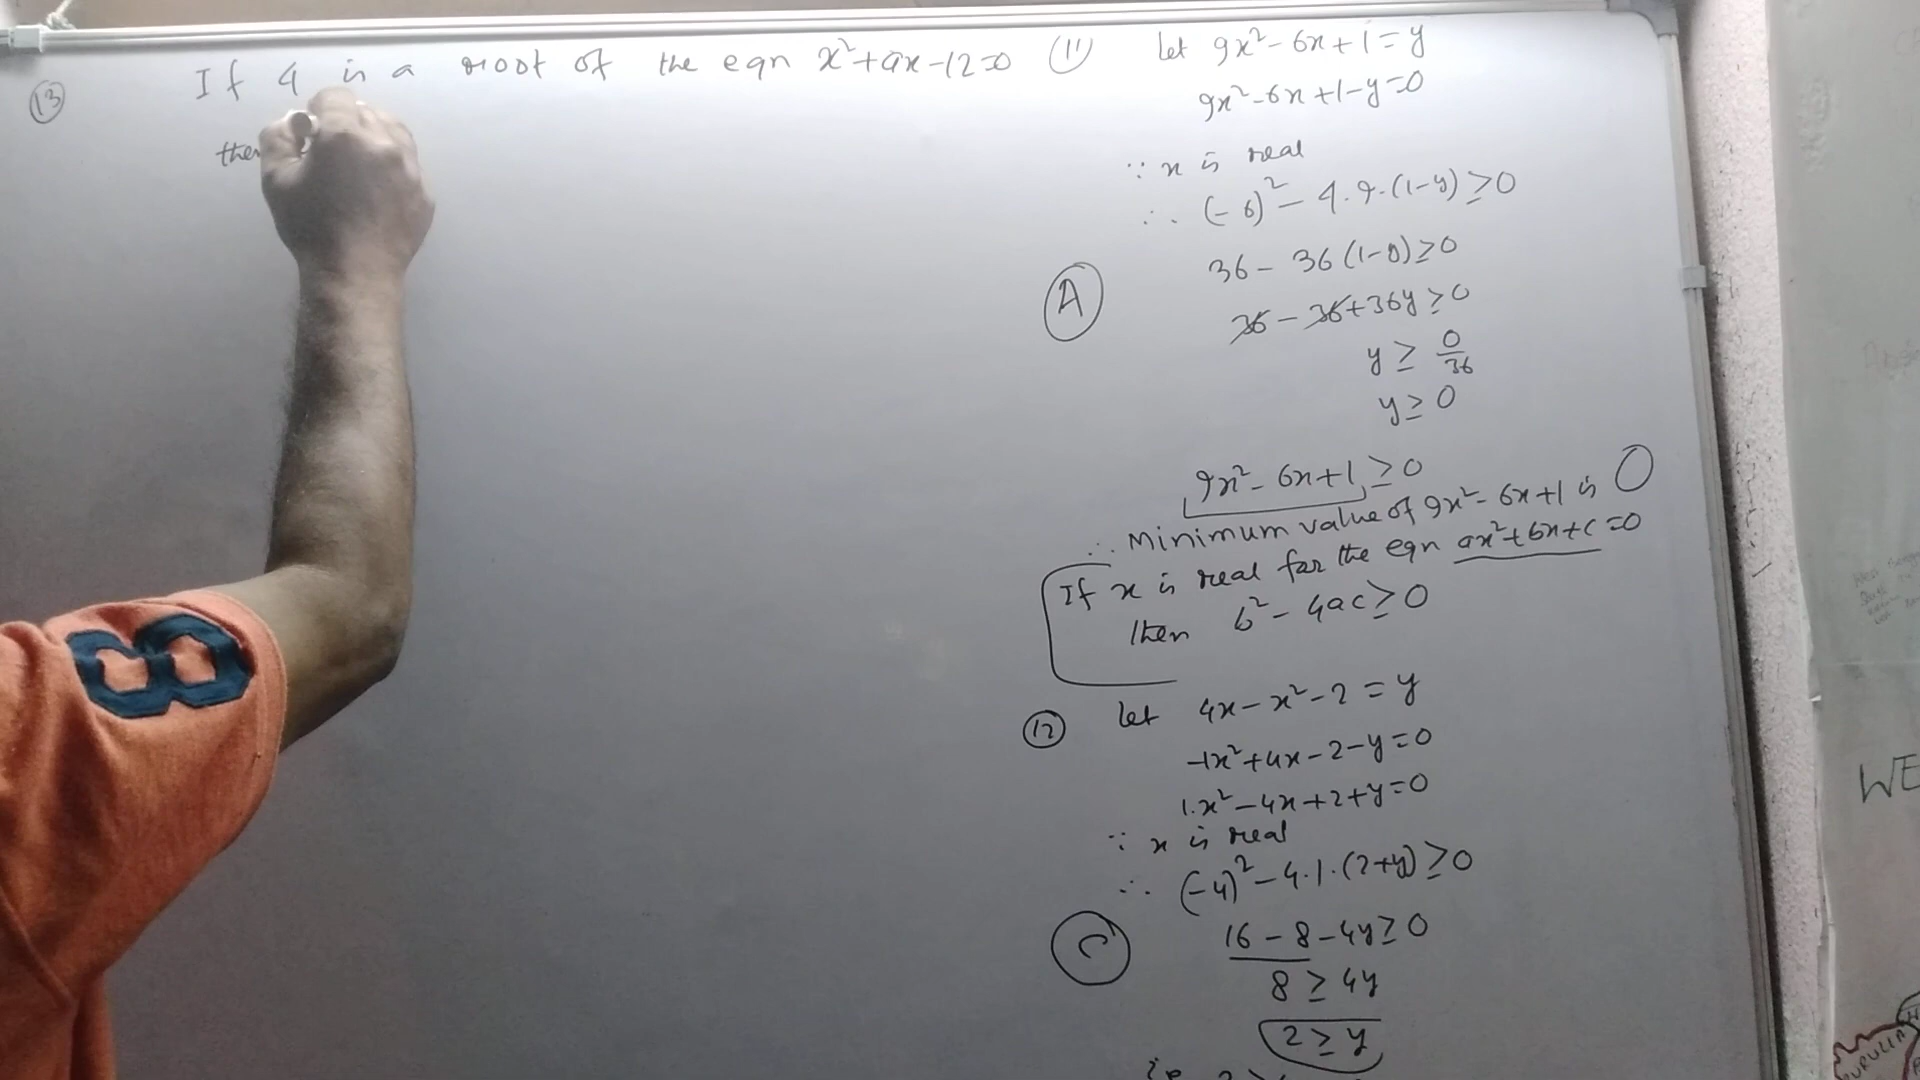 (13) If 4 is a root of the eqn x²+ax-12=0
then
(11) let 9x²-6x+1=y
9x²-6x+1-y=0
∵ x is real
∴ (-6)²-4.9.(1-y)≥0
36-36(1-0)≥0
(A)
36-36+36y≥0
y≥0/36
y≥0
9x²-6x+1≥0
∴ Minimum value of 9x²-6x+1 is 0
If x is real for the eqn ax²+bx+c=0
then b²-4ac≥0
(12) let 4x-x²-2=y
-1x²+4x-2-y=0
1.x²-4x+2+y=0
∵ x is real
∴ (-4)²-4.1.(2+y)≥0
(C)
16-8-4y≥0
8≥4y
2≥y
8
WE
PURULIA